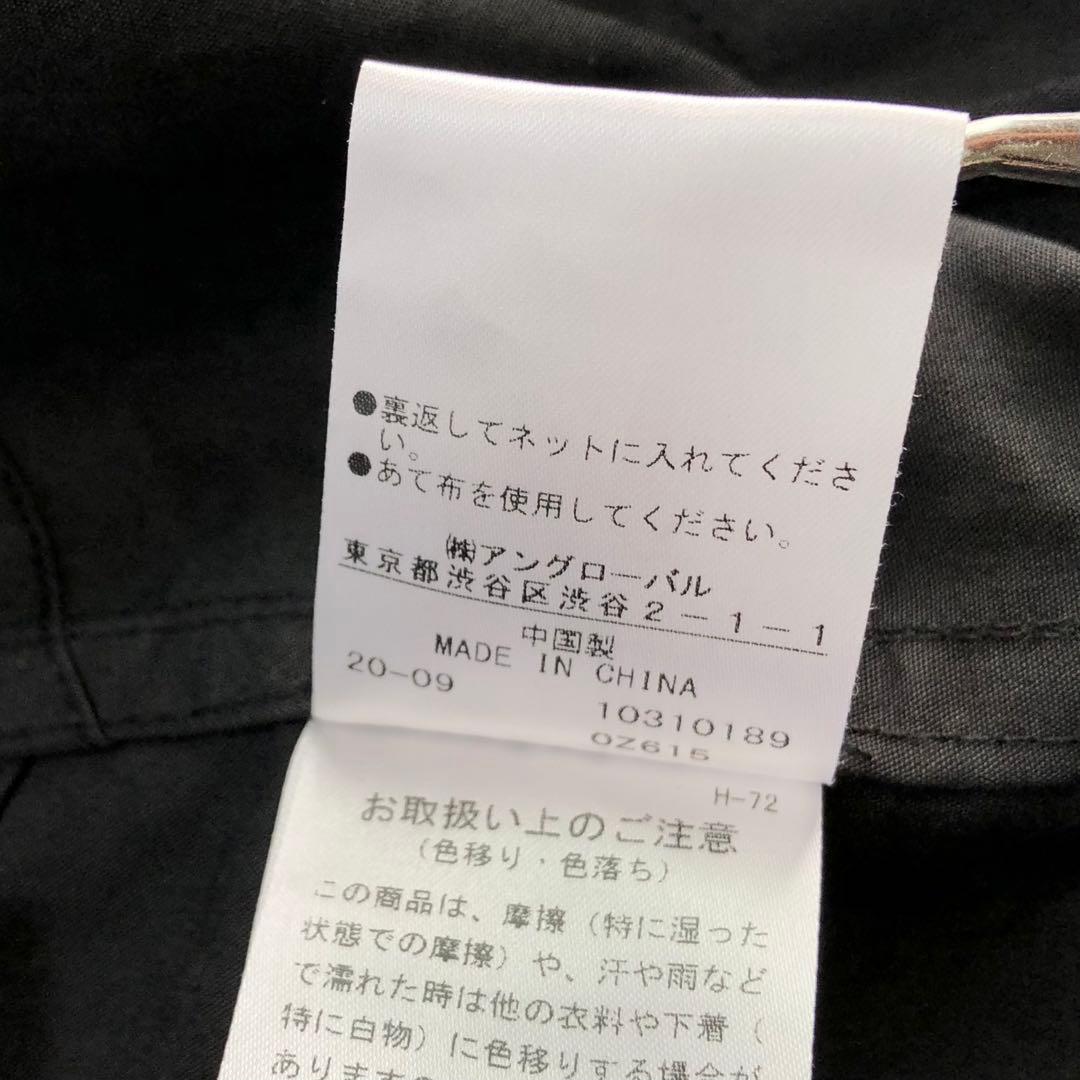 ●裏返してネットに入れてくださ
い。
●あて布を使用してください。
㈱アングローバル
東京都渋谷区渋谷２－１－１
中国製
MADE IN CHINA
20-09
10310189
0Z615
H-72
お取扱い上のご注意
（色移り・色落ち）
この商品は、摩擦（特に湿った
状態での摩擦）や、汗や雨など
で濡れた時は他の衣料や下着（
特に白物）に色移りする場合が
あります